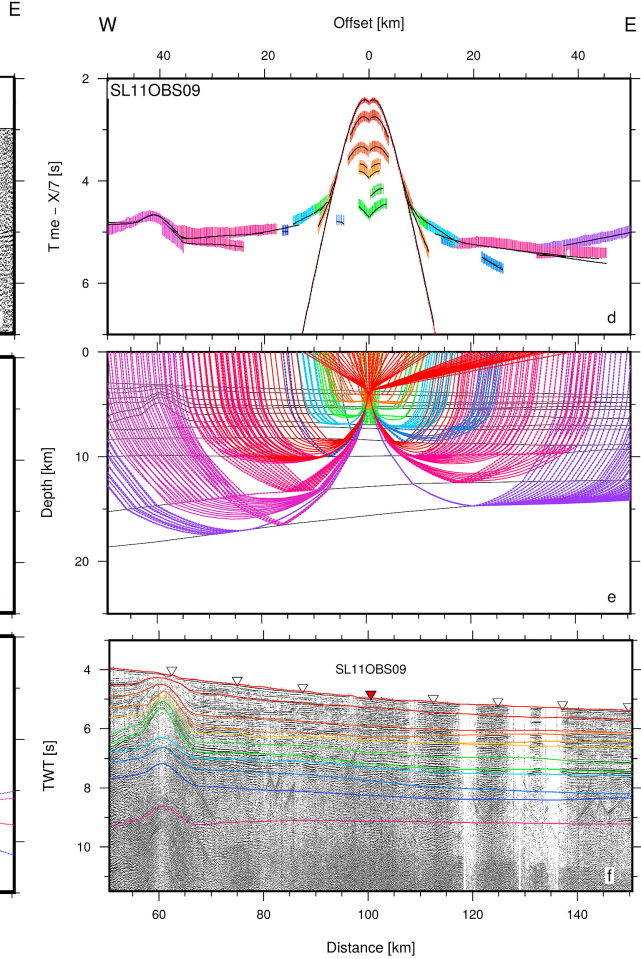 E
W
Offset [km]
E
40
20
0
20
40
2
4
6
T me − X/7 [s]
SL11OBS09
d
0
10
20
Depth [km]
e
4
6
8
10
TWT [s]
SL11OBS09
f
60
80
100
120
140
Distance [km]